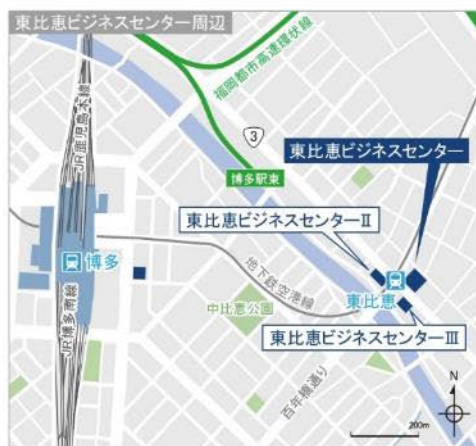 東比恵ビジネスセンター周辺
JR鹿児島本線
福岡都市高速環状線
3
東比恵ビジネスセンター
博多駅東
東比恵ビジネスセンターⅡ
博多
地下鉄空港線
東比恵
JR博多南線
中比恵公園
東比恵ビジネスセンターⅢ
百年橋通り
N
200m